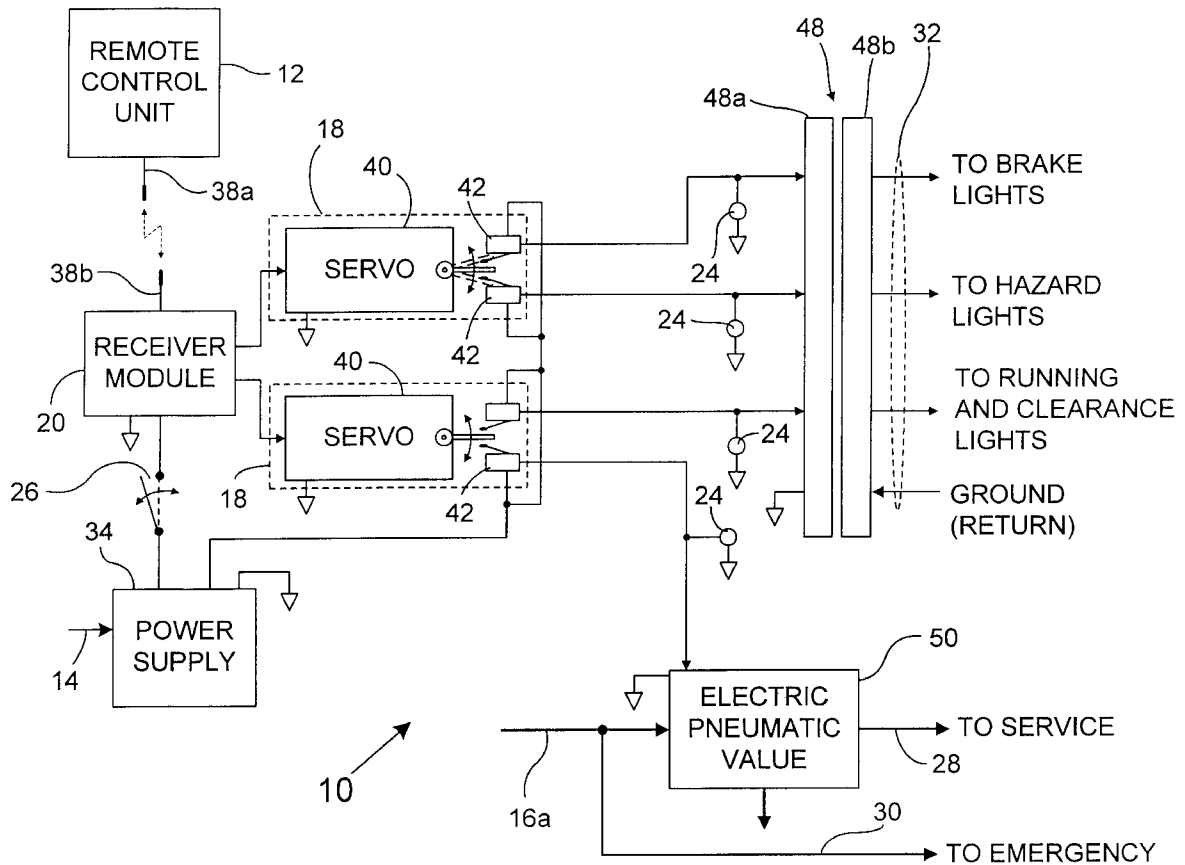 REMOTE
CONTROL
UNIT
12
38a
38b
RECEIVER
MODULE
20
26
34
POWER
SUPPLY
14
18
40
SERVO
42
42
40
SERVO
18
42
24
24
24
24
48
48a
48b
32
TO BRAKE
LIGHTS
TO HAZARD
LIGHTS
TO RUNNING
AND CLEARANCE
LIGHTS
GROUND
(RETURN)
50
ELECTRIC
PNEUMATIC
VALUE
TO SERVICE
28
10
16a
30
TO EMERGENCY